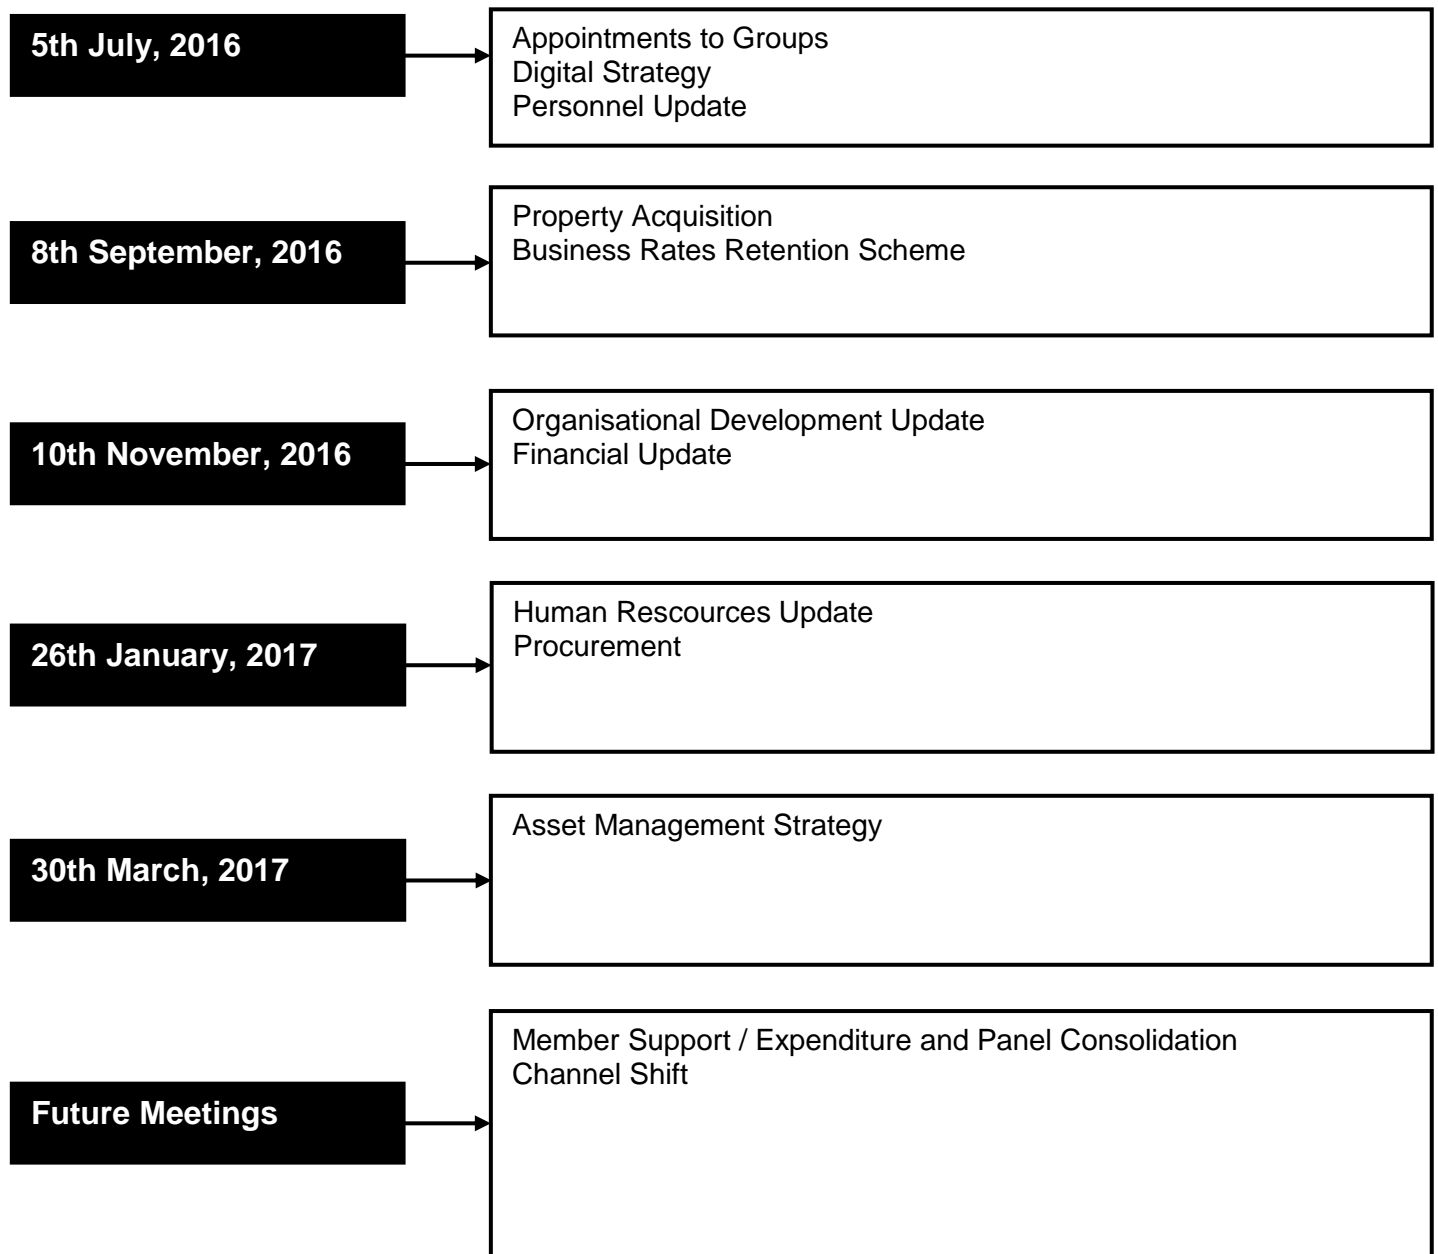 5th July, 2016
Appointments to Groups
Digital Strategy
Personnel Update
8th September, 2016
Property Acquisition
Business Rates Retention Scheme
10th November, 2016
Organisational Development Update
Financial Update
26th January, 2017
Human Rescources Update
Procurement
30th March, 2017
Asset Management Strategy
Future Meetings
Member Support / Expenditure and Panel Consolidation
Channel Shift